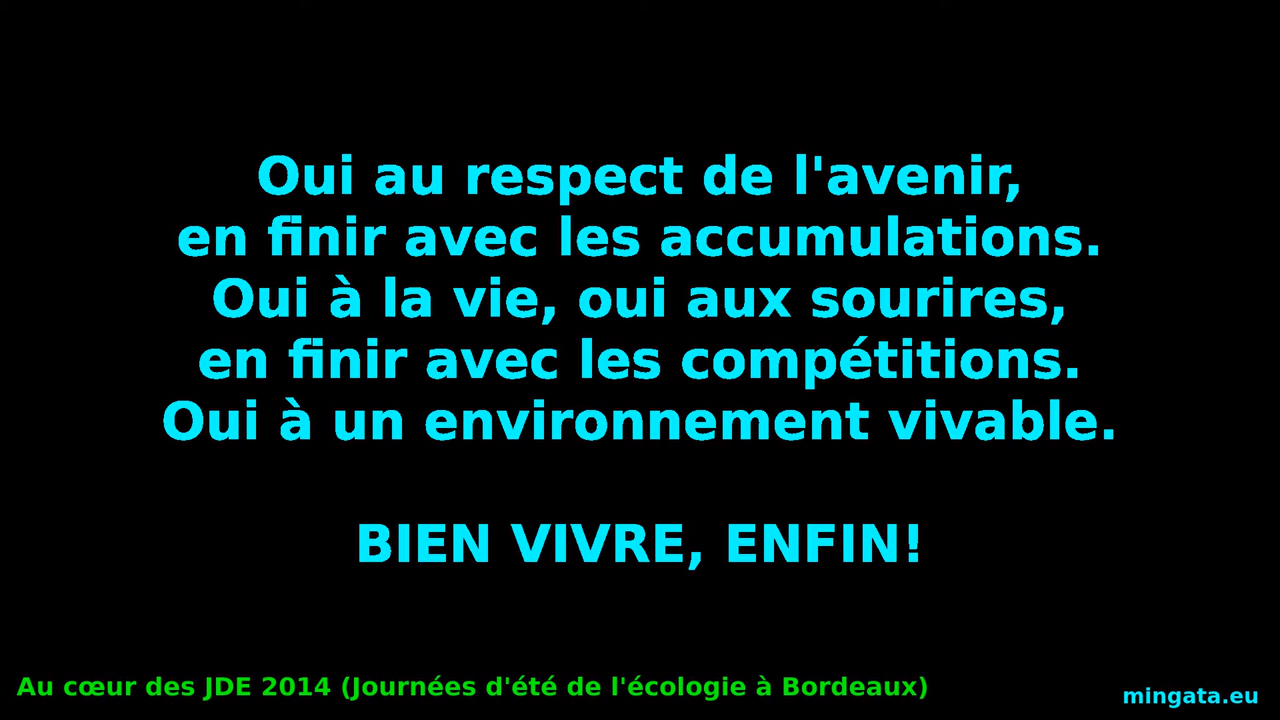 Oui au respect de l'avenir,
en finir avec les accumulations.
Oui à la vie, oui aux sourires,
en finir avec les compétitions.
Oui à un environnement vivable.
BIEN VIVRE, ENFIN!
Au cœur des JDE 2014 (Journées d'été de l'écologie à Bordeaux)
mingata.eu